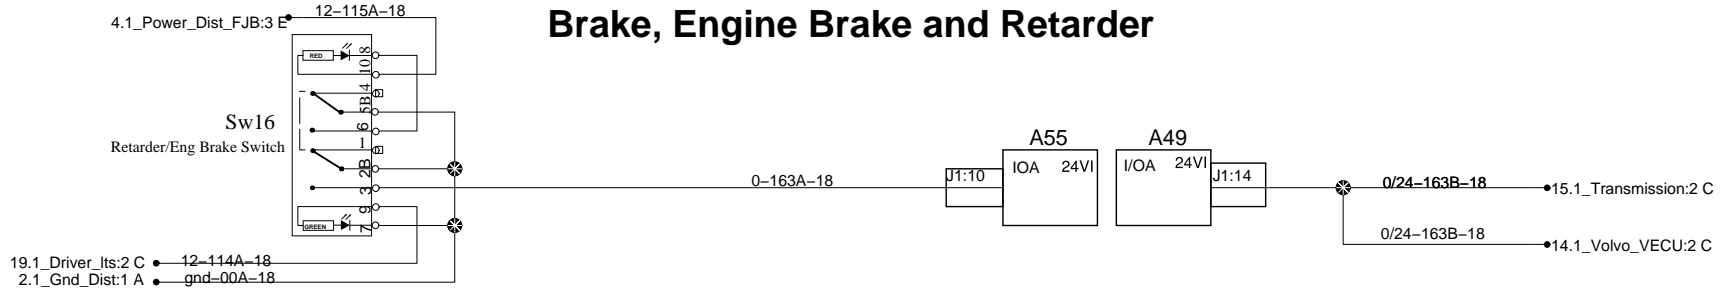 Brake, Engine Brake and Retarder
12–115A–18
4.1_Power_Dist_FJB:3 E
RED
8
10
4
5B
6
1
2B
3
9
7
GREEN
Sw16
Retarder/Eng Brake Switch
0–163A–18
A55
IOA
24VI
J1:10
A49
I/OA
24VI
J1:14
0/24–163B–18
15.1_Transmission:2 C
0/24–163B–18
14.1_Volvo_VECU:2 C
19.1_Driver_lts:2 C
12–114A–18
2.1_Gnd_Dist:1 A
gnd–00A–18